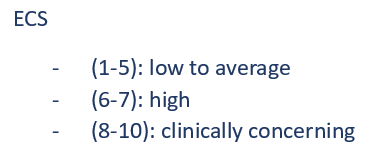 ECS
- (1-5): low to average
- (6-7): high
- (8-10): clinically concerning